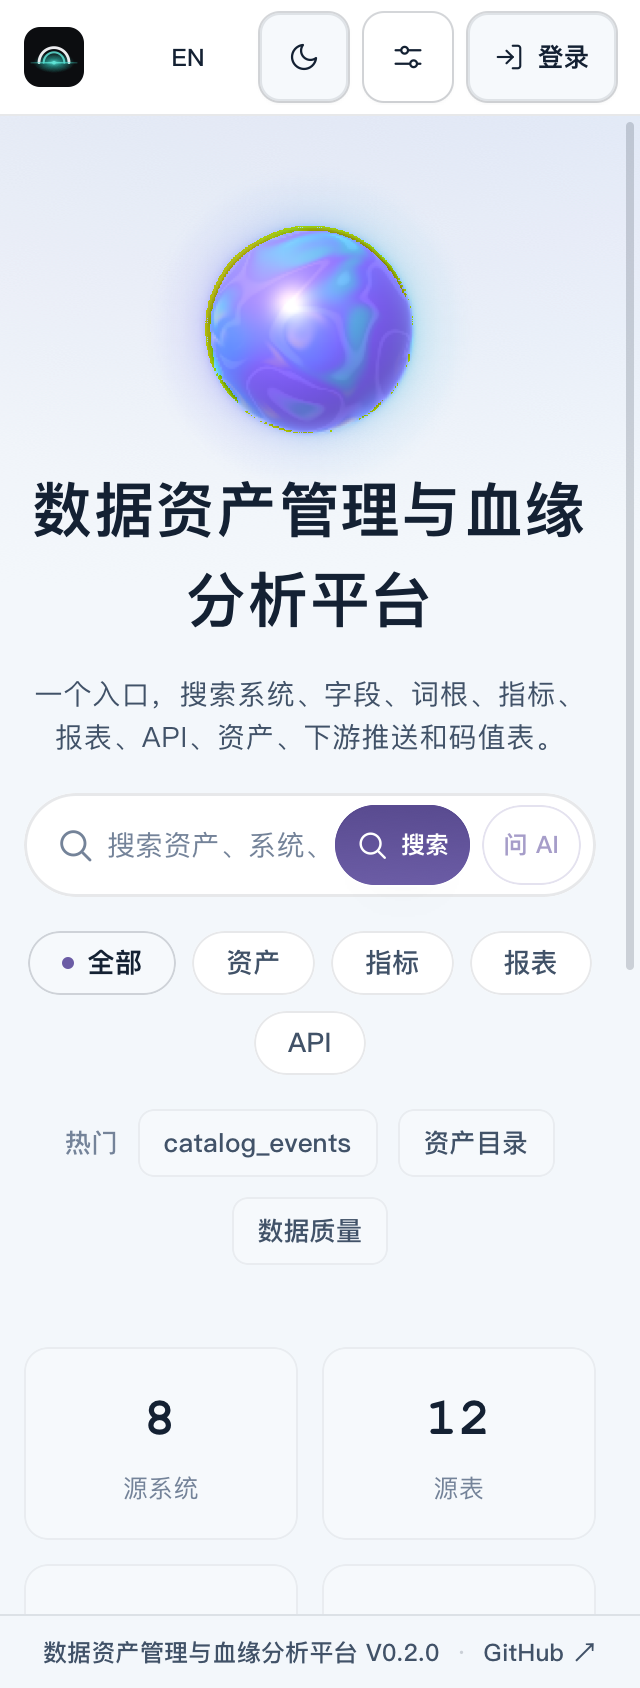 EN
登录
数据资产管理与血缘
分析平台
一个入口，搜索系统、字段、词根、指标、
报表、API、资产、下游推送和码值表。
搜索资产、系统、 搜索 问 AI
全部 资产 指标 报表
API
热门 catalog_events 资产目录
数据质量
8 12
源系统 源表
数据资产管理与血缘分析平台 V0.2.0 · GitHub ↗